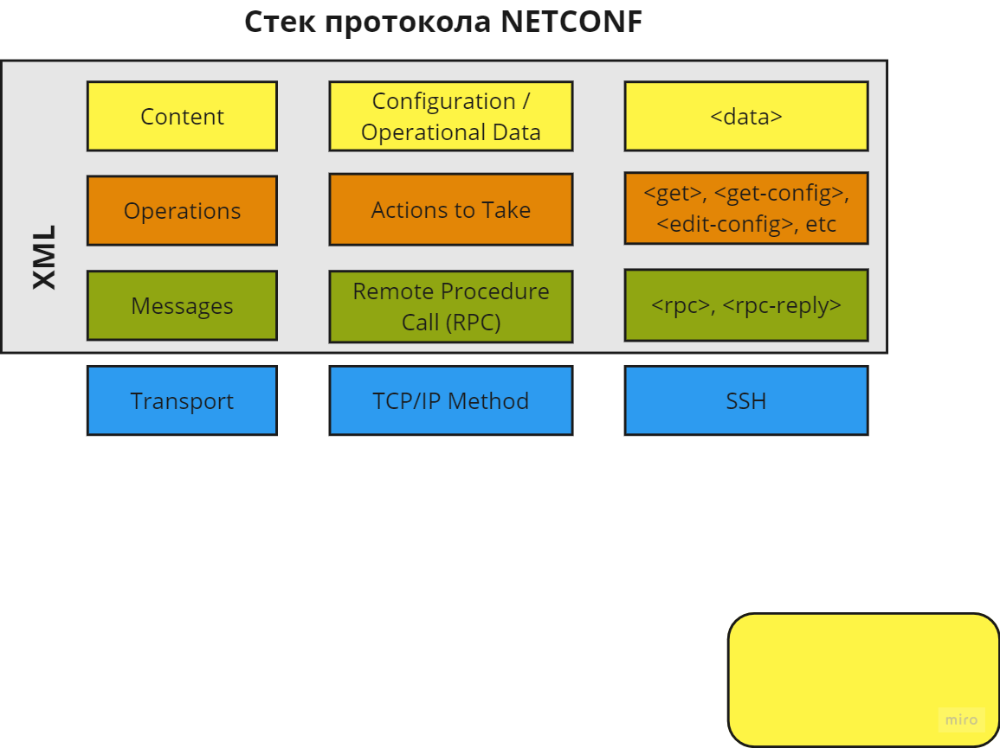 Стек протокола NETCONF
XML
Content
Configuration /
Operational Data
<data>
Operations
Actions to Take
<get>, <get-config>,
<edit-config>, etc
Messages
Remote Procedure
Call (RPC)
<rpc>, <rpc-reply>
Transport
TCP/IP Method
SSH
miro